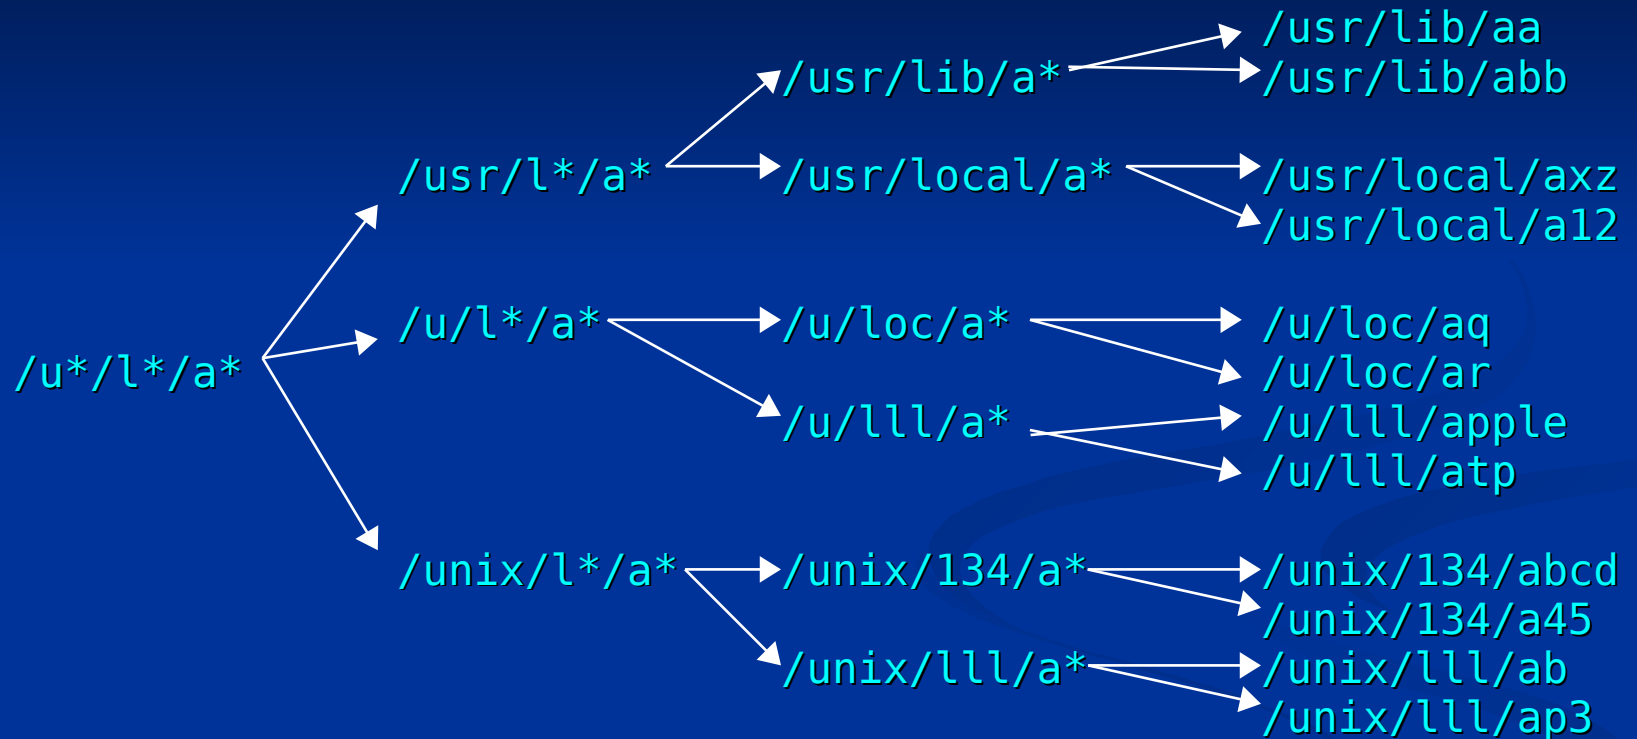 /u*/l*/a*
/usr/l*/a*
/u/l*/a*
/unix/l*/a*
/usr/lib/a*
/usr/local/a*
/u/loc/a*
/u/lll/a*
/unix/134/a*
/unix/lll/a*
/usr/lib/aa
/usr/lib/abb
/usr/local/axz
/usr/local/a12
/u/loc/aq
/u/loc/ar
/u/lll/apple
/u/lll/atp
/unix/134/abcd
/unix/134/a45
/unix/lll/ab
/unix/lll/ap3